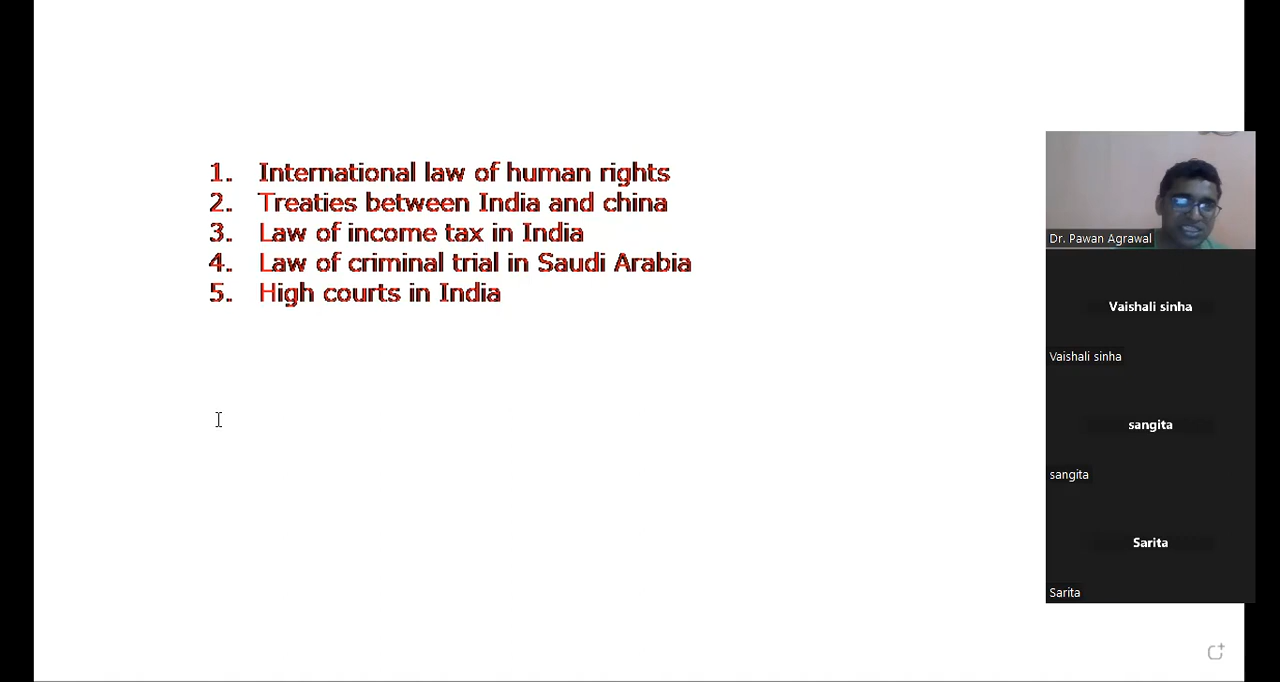 1. International law of human rights
2. Treaties between India and china
3. Law of income tax in India
4. Law of criminal trial in Saudi Arabia
5. High courts in India
Dr. Pawan Agrawal
Vaishali sinha
Vaishali sinha
sangita
sangita
Sarita
Sarita